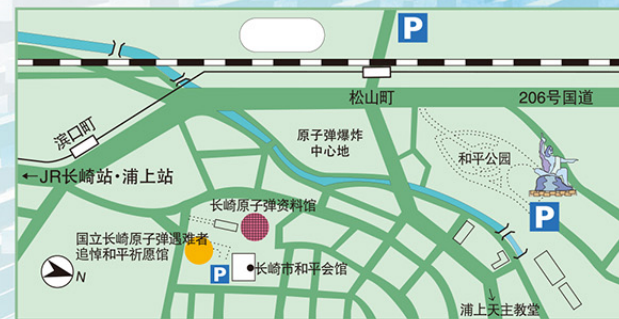 P
松山町
206号国道
滨口町
原子弹爆炸
中心地
和平公园
←JR长崎站·浦上站
长崎原子弹资料馆
P
国立长崎原子弹遇难者
追悼和平祈愿馆
P
长崎市和平会馆
N
浦上天主教堂